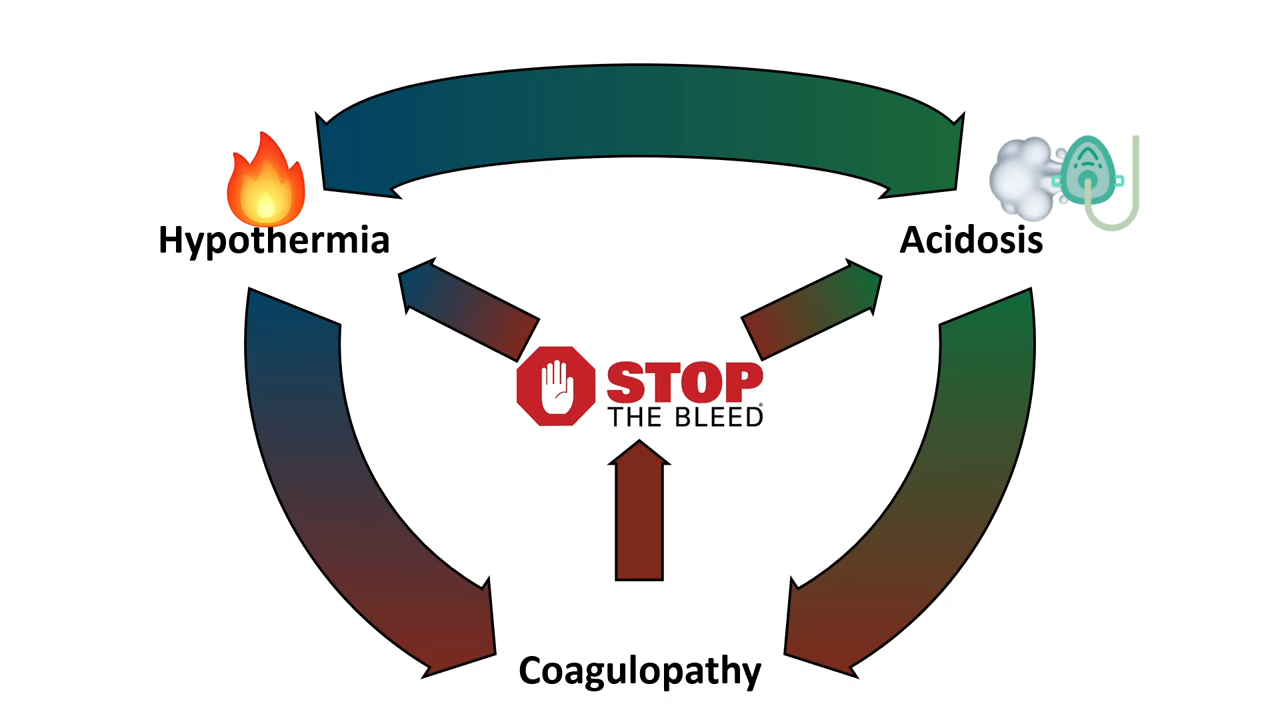 Hypothermia
Acidosis
STOP
THE BLEED®
Coagulopathy